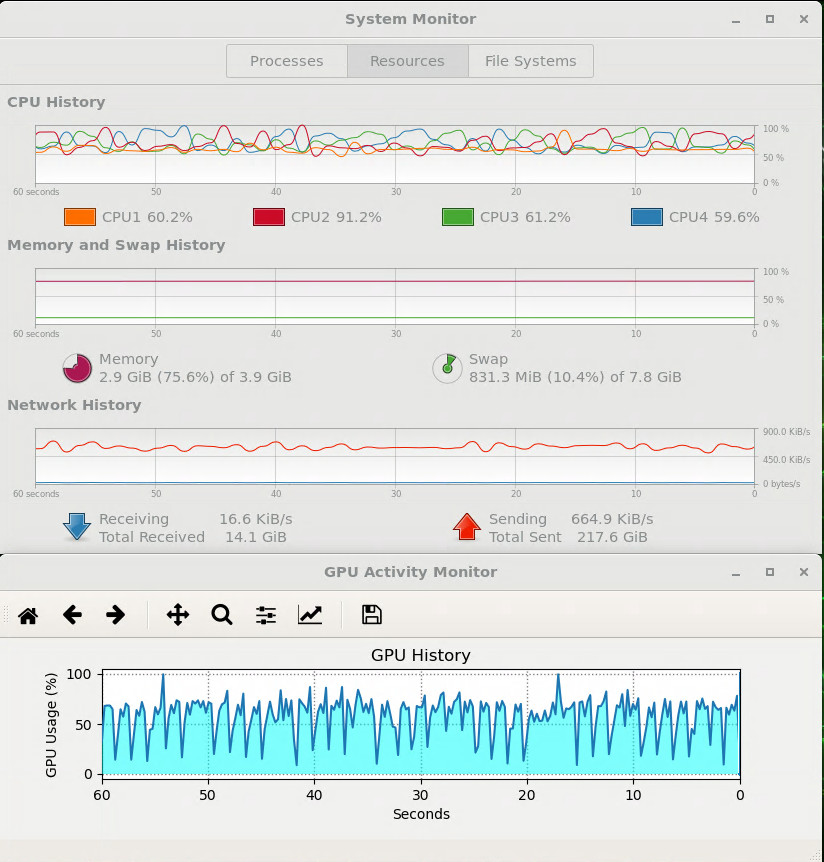 System Monitor
Processes Resources File Systems
CPU History
100 %
50 %
0 %
60 seconds 50 40 30 20 10 0
CPU1 60.2% CPU2 91.2% CPU3 61.2% CPU4 59.6%
Memory and Swap History
100 %
50 %
0 %
60 seconds 50 40 30 20 10 0
Memory Swap
2.9 GiB (75.6%) of 3.9 GiB 831.3 MiB (10.4%) of 7.8 GiB
Network History
900.0 KiB/s
450.0 KiB/s
0 bytes/s
60 seconds 50 40 30 20 10 0
Receiving 16.6 KiB/s Sending 664.9 KiB/s
Total Received 14.1 GiB Total Sent 217.6 GiB
GPU Activity Monitor
GPU History
GPU Usage (%)
100
50
0
60 50 40 30 20 10 0
Seconds